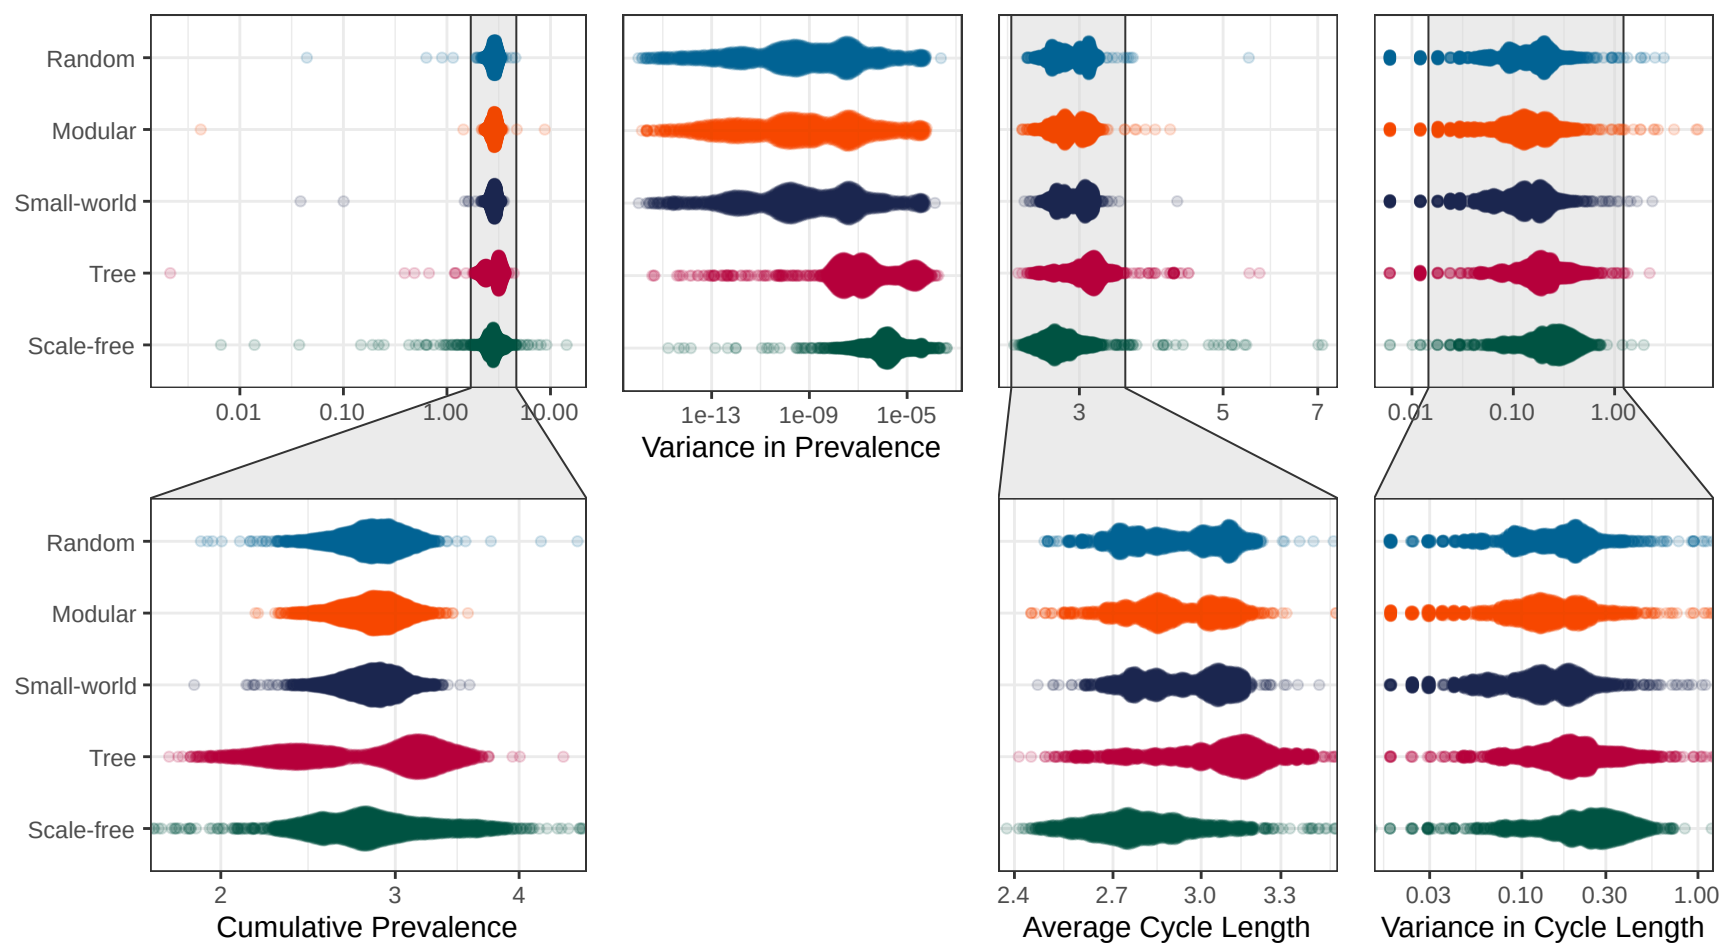 Random
Modular
Small-world
Tree
Scale-free
0.01 0.10 1.00 10.00
1e-13 1e-09 1e-05
Variance in Prevalence
3 5 7
0.01 0.10 1.00
Random
Modular
Small-world
Tree
Scale-free
2 3 4
Cumulative Prevalence
2.4 2.7 3.0 3.3
Average Cycle Length
0.03 0.10 0.30 1.00
Variance in Cycle Length